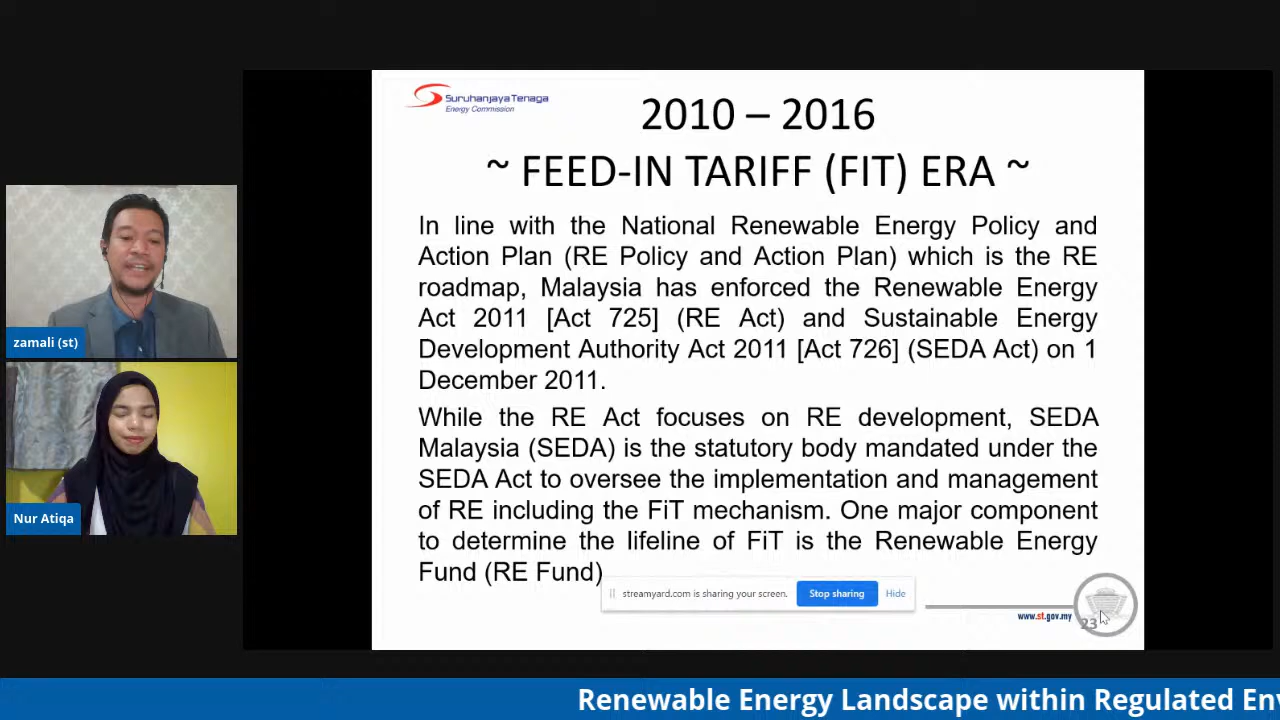 Suruhanjaya Tenaga
Energy Commission
2010 – 2016
~ FEED-IN TARIFF (FIT) ERA ~
In line with the National Renewable Energy Policy and
Action Plan (RE Policy and Action Plan) which is the RE
roadmap, Malaysia has enforced the Renewable Energy
Act 2011 [Act 725] (RE Act) and Sustainable Energy
Development Authority Act 2011 [Act 726] (SEDA Act) on 1
December 2011.
While the RE Act focuses on RE development, SEDA
Malaysia (SEDA) is the statutory body mandated under the
SEDA Act to oversee the implementation and management
of RE including the FiT mechanism. One major component
to determine the lifeline of FiT is the Renewable Energy
Fund (RE Fund)
streamyard.com is sharing your screen.
Stop sharing
Hide
www.st.gov.my
23
zamali (st)
Nur Atiqa
Renewable Energy Landscape within Regulated Env